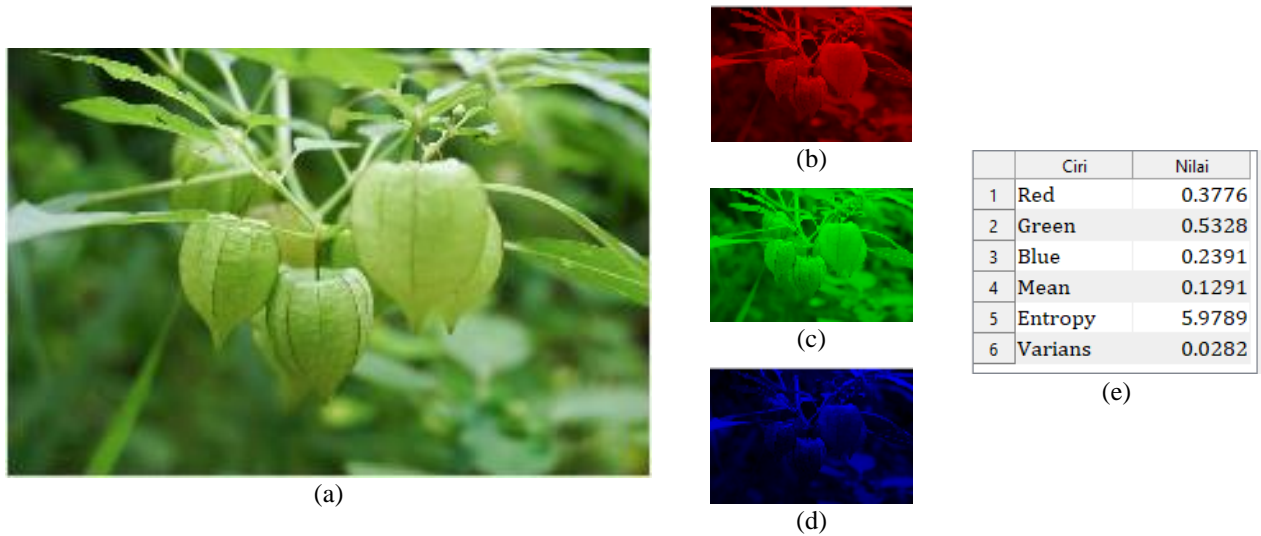 (a)
(b)
(c)
(d)
Ciri Nilai
1 Red 0.3776
2 Green 0.5328
3 Blue 0.2391
4 Mean 0.1291
5 Entropy 5.9789
6 Varians 0.0282
(e)